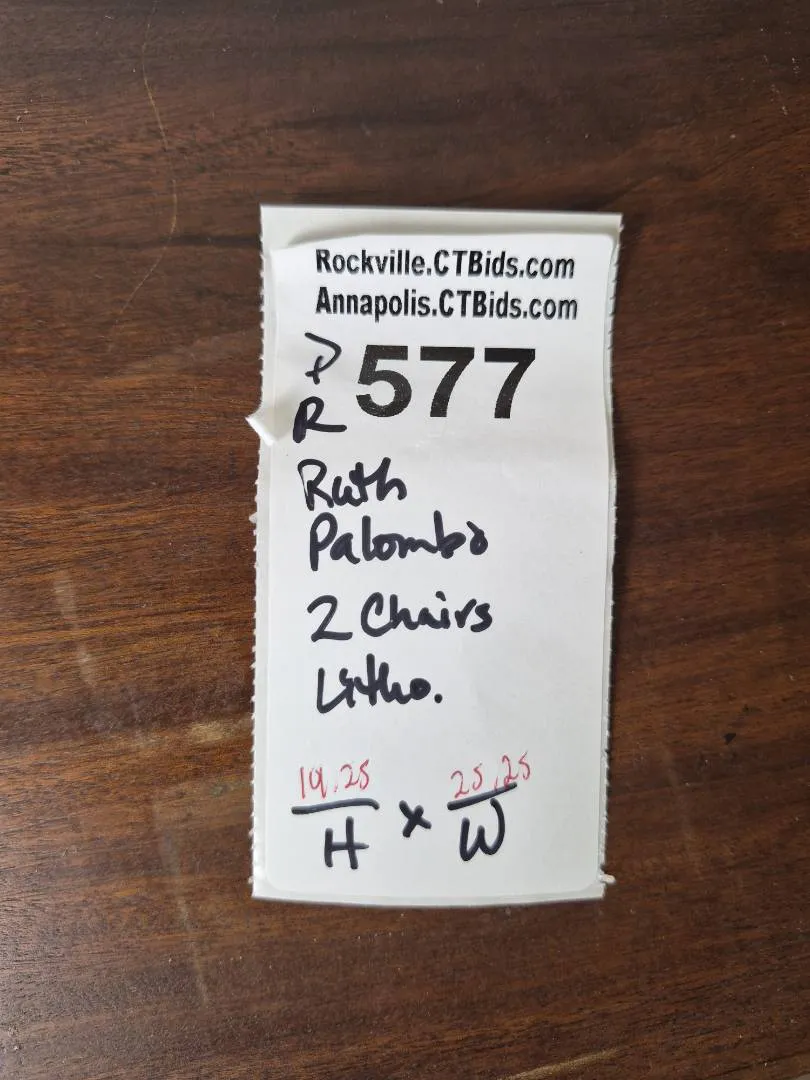 Rockville.CTBids.com
Annapolis.CTBids.com
P 577
R
Ruth
Palombo
2 Chairs
Litho.
19.25 25.25
H x W